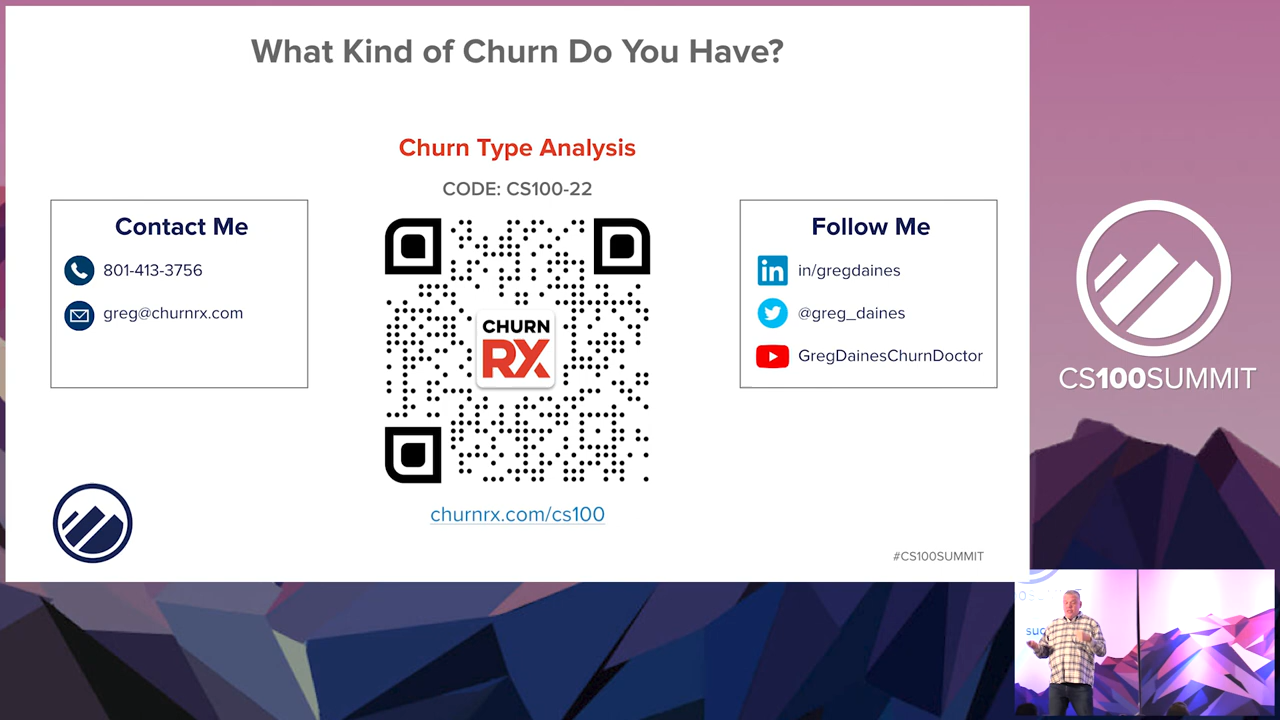 What Kind of Churn Do You Have?
Churn Type Analysis
CODE: CS100-22
Contact Me
801-413-3756
greg@churnrx.com
CHURN
RX
churnrx.com/cs100
Follow Me
in
in/gregdaines
@greg_daines
GregDainesChurnDoctor
#CS100SUMMIT
CS100SUMMIT